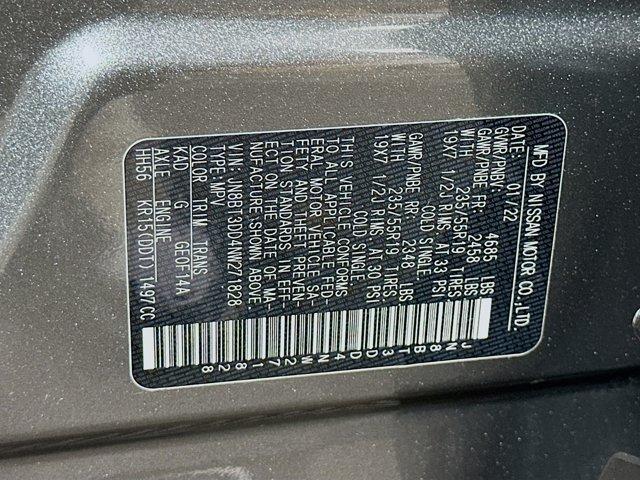 MFD BY NISSAN MOTOR CO.,LTD.
DATE: 01/22
GVWR/PNBV: 4685 LBS
GAWR/PNBE FR: 2458 LBS
WITH 235/55R19 TIRES
19X7 1/2J RIMS AT 33 PSI
COLD SINGLE
GAWR/PNBE RR: 2348 LBS
WITH 235/55R19 TIRES
19X7 1/2J RIMS AT 30 PSI
COLD SINGLE
THIS VEHICLE CONFORMS
TO ALL APPLICABLE FED-
ERAL MOTOR VEHICLE SA-
FETY AND THEFT PREVEN-
TION STANDARDS IN EFF-
ECT ON THE DATE OF MA-
NUFACTURE SHOWN ABOVE.
VIN: JN8BT3DD4NW271828
TYPE: MPV
COLOR TRIM TRANS
KAD G GE0F14A
AXLE ENGINE
HH56 KR15(DDT) 1497CC
JN8BT3DD4NW271828